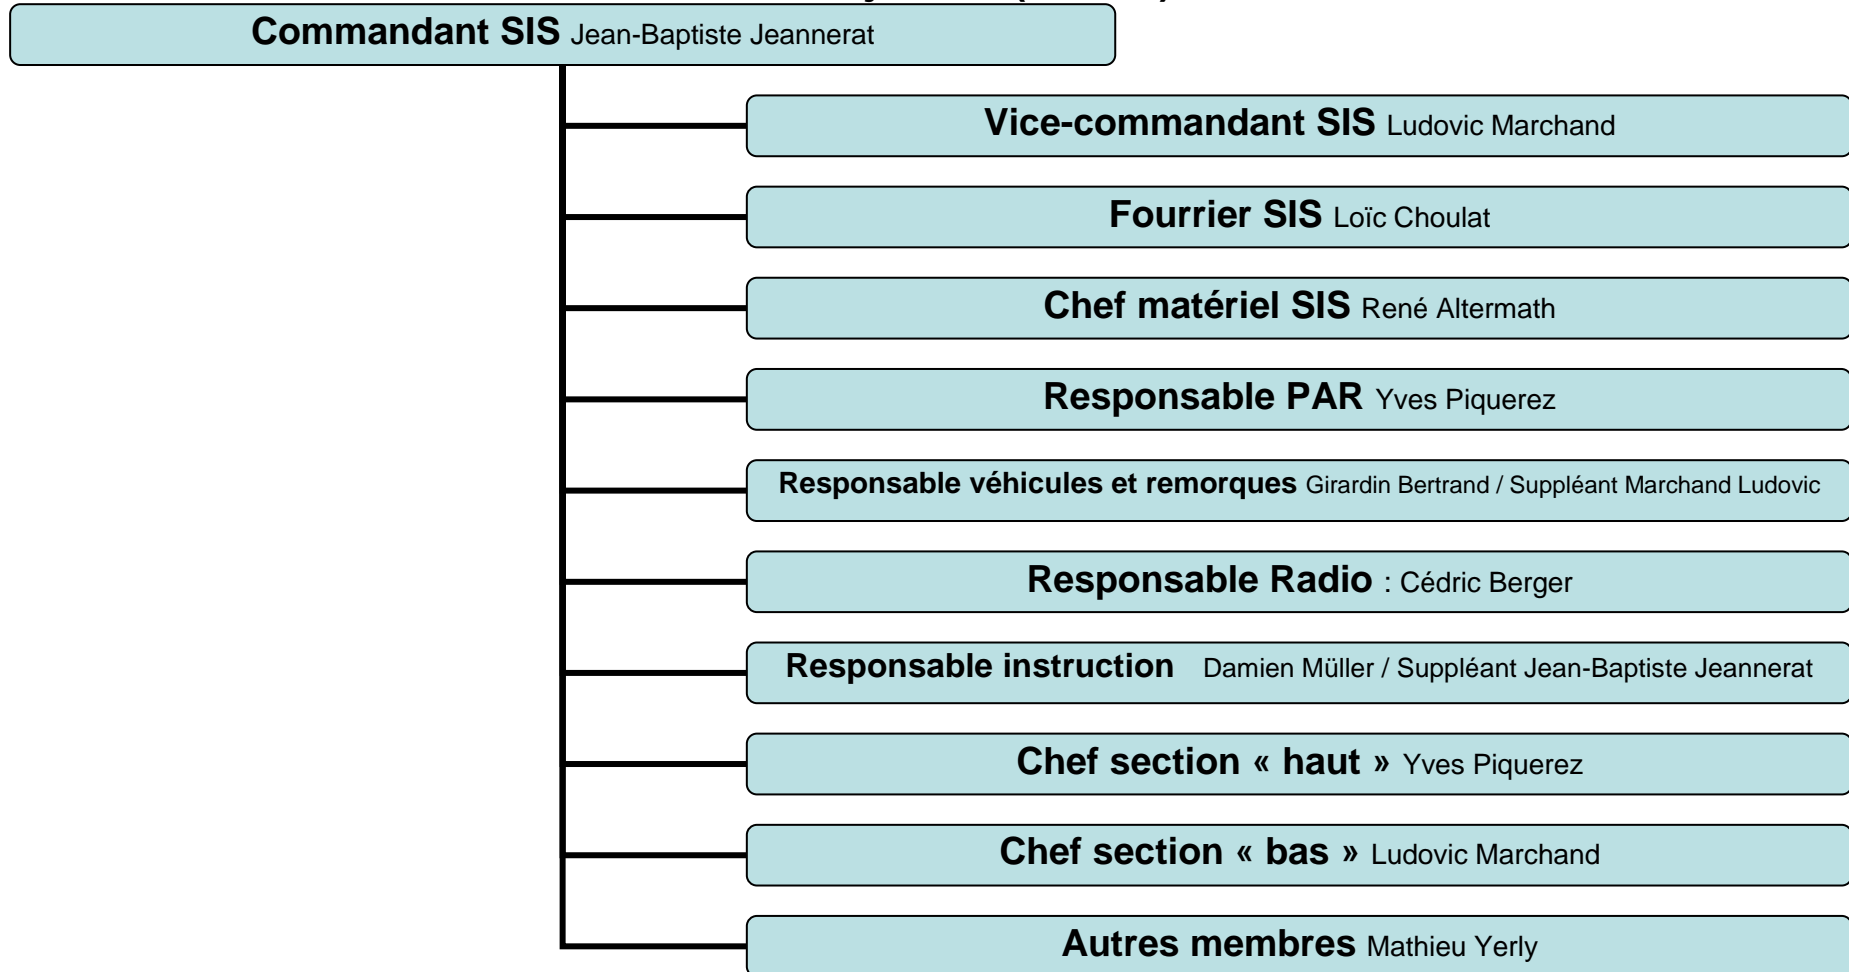 Commandant SIS Jean-Baptiste Jeannerat
Vice-commandant SIS Ludovic Marchand
Fourrier SIS Loïc Choulat
Chef matériel SIS René Altermath
Responsable PAR Yves Piquerez
Responsable véhicules et remorques Girardin Bertrand / Suppléant Marchand Ludovic
Responsable Radio : Cédric Berger
Responsable instruction Damien Müller / Suppléant Jean-Baptiste Jeannerat
Chef section « haut » Yves Piquerez
Chef section « bas » Ludovic Marchand
Autres membres Mathieu Yerly